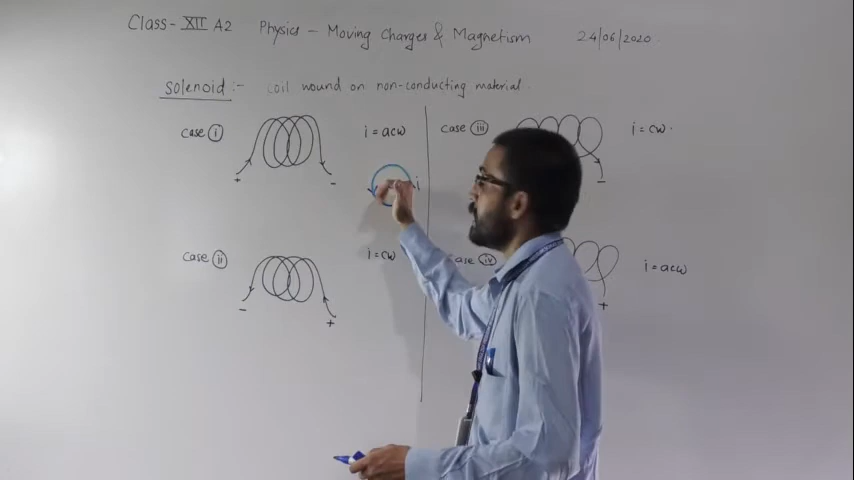 Class- XII A2 Physics - Moving Charges & Magnetism 24/06/2020.
Solenoid :- coil wound on non-conducting material.
case (i) i = acw
+ -
i
case (ii) i = cw
- +
case (iii) i = cw.
-
case (iv) i = acw
+